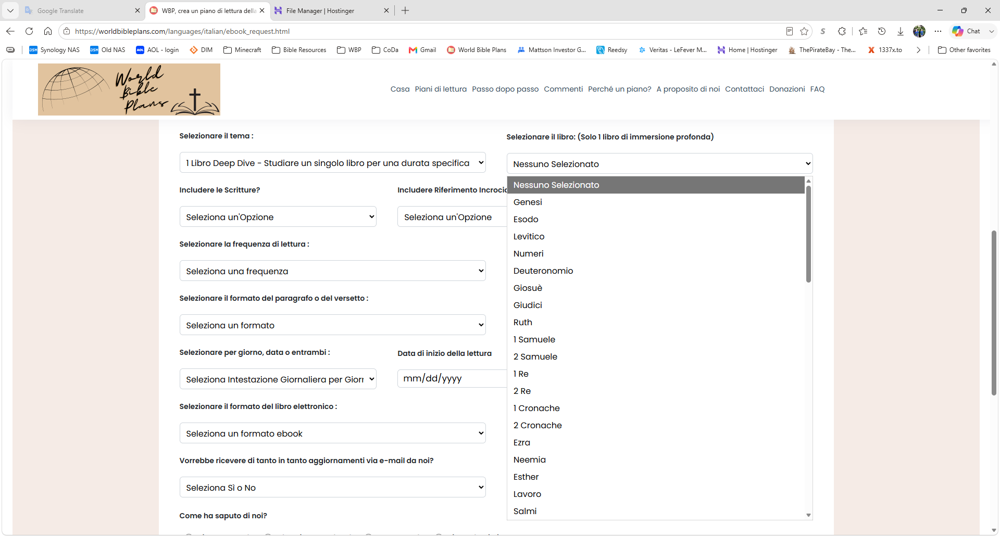 Google Translate
WBP, crea un piano di lettura della
File Manager | Hostinger
https://worldbibleplans.com/languages/italian/ebook_request.html
Chat
Synology NAS
Old NAS
AOL - login
DIM
Minecraft
Bible Resources
WBP
CoDa
Gmail
World Bible Plans
Mattson Investor G...
Reedsy
Veritas - LeFever M...
Home | Hostinger
ThePirateBay - The...
1337x.to
Other favorites
World
Bible
Plans
Casa Piani di lettura Passo dopo passo Commenti Perché un piano? A proposito di noi Contattaci Donazioni FAQ
Selezionare il tema :
1 Libro Deep Dive - Studiare un singolo libro per una durata specifica
Includere le Scritture?
Seleziona un'Opzione
Includere Riferimento Incrocia
Seleziona un'Opzione
Selezionare la frequenza di lettura :
Seleziona una frequenza
Selezionare il formato del paragrafo o del versetto :
Seleziona un formato
Selezionare per giorno, data o entrambi :
Seleziona Intestazione Giornaliera per Giorn
Data di inizio della lettura
mm/dd/yyyy
Selezionare il formato del libro elettronico :
Seleziona un formato ebook
Vorrebbe ricevere di tanto in tanto aggiornamenti via e-mail da noi?
Seleziona Sì o No
Come ha saputo di noi?
Selezionare il libro: (Solo 1 libro di immersione profonda)
Nessuno Selezionato
Nessuno Selezionato
Genesi
Esodo
Levitico
Numeri
Deuteronomio
Giosuè
Giudici
Ruth
1 Samuele
2 Samuele
1 Re
2 Re
1 Cronache
2 Cronache
Ezra
Neemia
Esther
Lavoro
Salmi